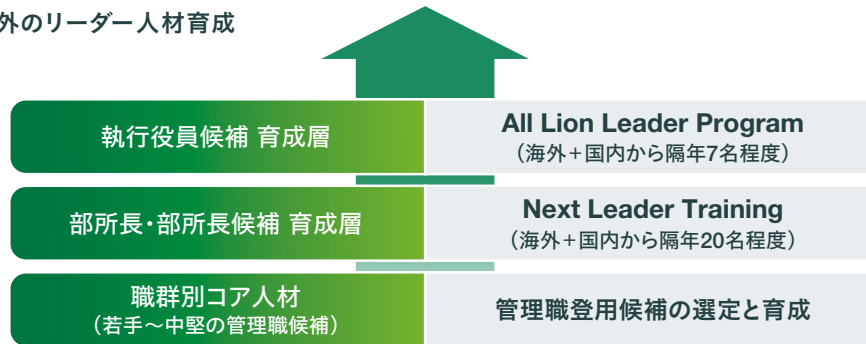 外のリーダー人材育成
執行役員候補 育成層
All Lion Leader Program
（海外＋国内から隔年7名程度）
部所長・部所長候補 育成層
Next Leader Training
（海外＋国内から隔年20名程度）
職群別コア人材
（若手〜中堅の管理職候補）
管理職登用候補の選定と育成